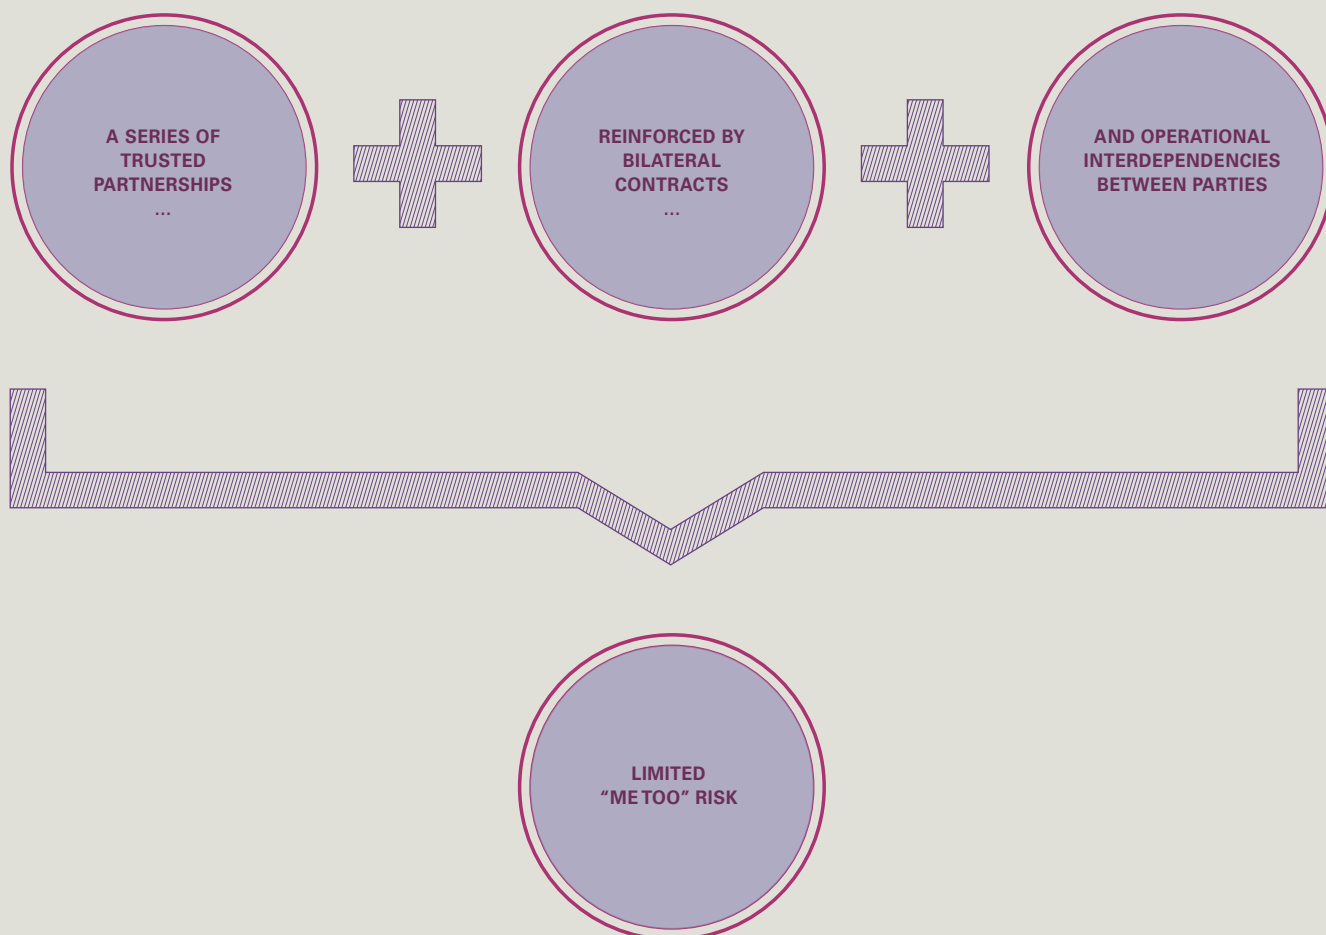 A SERIES OF
TRUSTED
PARTNERSHIPS
...
REINFORCED BY
BILATERAL
CONTRACTS
...
AND OPERATIONAL
INTERDEPENDENCIES
BETWEEN PARTIES
LIMITED
“ME TOO” RISK